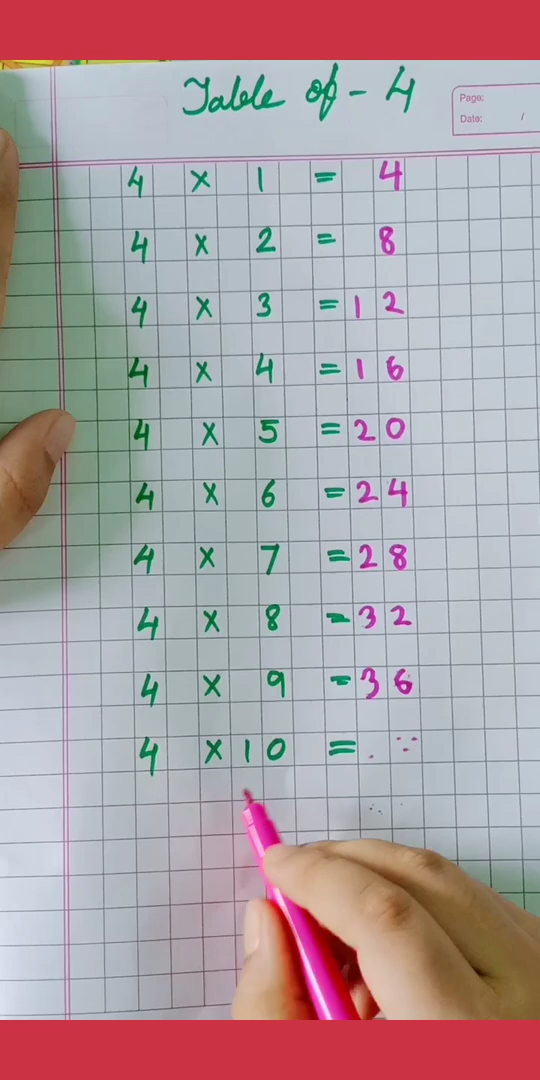 Table of - 4
Page:
Date: /
4 × 1 = 4
4 × 2 = 8
4 × 3 = 12
4 × 4 = 16
4 × 5 = 20
4 × 6 = 24
4 × 7 = 28
4 × 8 = 32
4 × 9 = 36
4 × 10 =